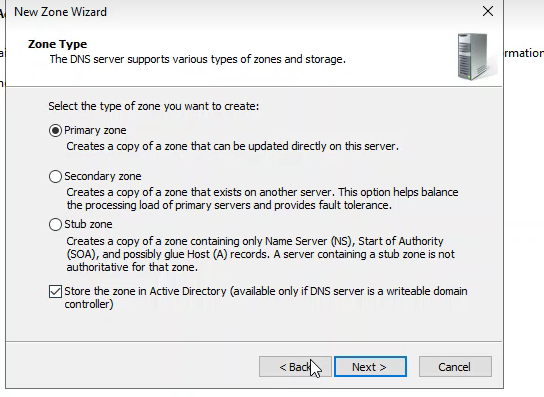 New Zone Wizard
Zone Type
The DNS server supports various types of zones and storage.
rmation
Select the type of zone you want to create:
Primary zone
Creates a copy of a zone that can be updated directly on this server.
Secondary zone
Creates a copy of a zone that exists on another server. This option helps balance
the processing load of primary servers and provides fault tolerance.
Stub zone
Creates a copy of a zone containing only Name Server (NS), Start of Authority
(SOA), and possibly glue Host (A) records. A server containing a stub zone is not
authoritative for that zone.
Store the zone in Active Directory (available only if DNS server is a writeable domain
controller)
< Back
Next >
Cancel